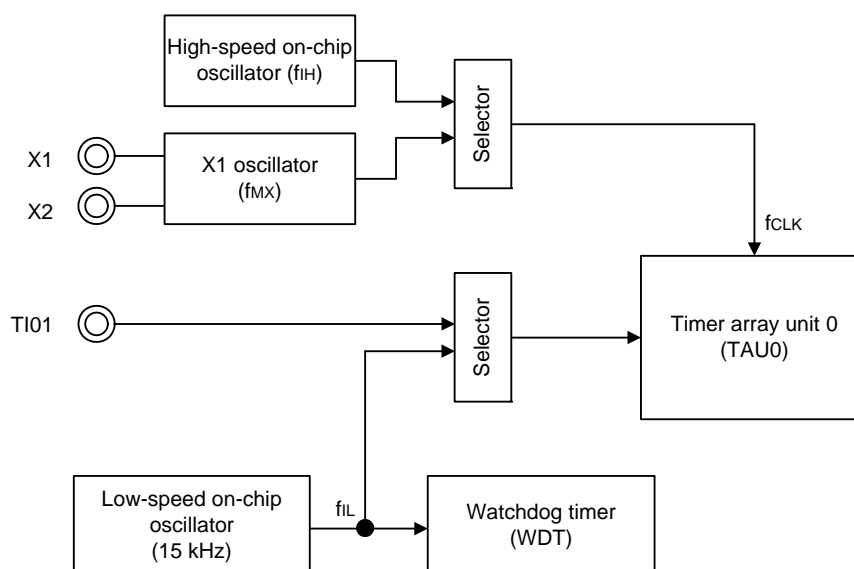 High-speed on-chip
oscillator (fIH)
Selector
X1
X1 oscillator
(fMX)
X2
fCLK
TI01
Selector
Timer array unit 0
(TAU0)
Low-speed on-chip
oscillator
(15 kHz)
fIL
Watchdog timer
(WDT)